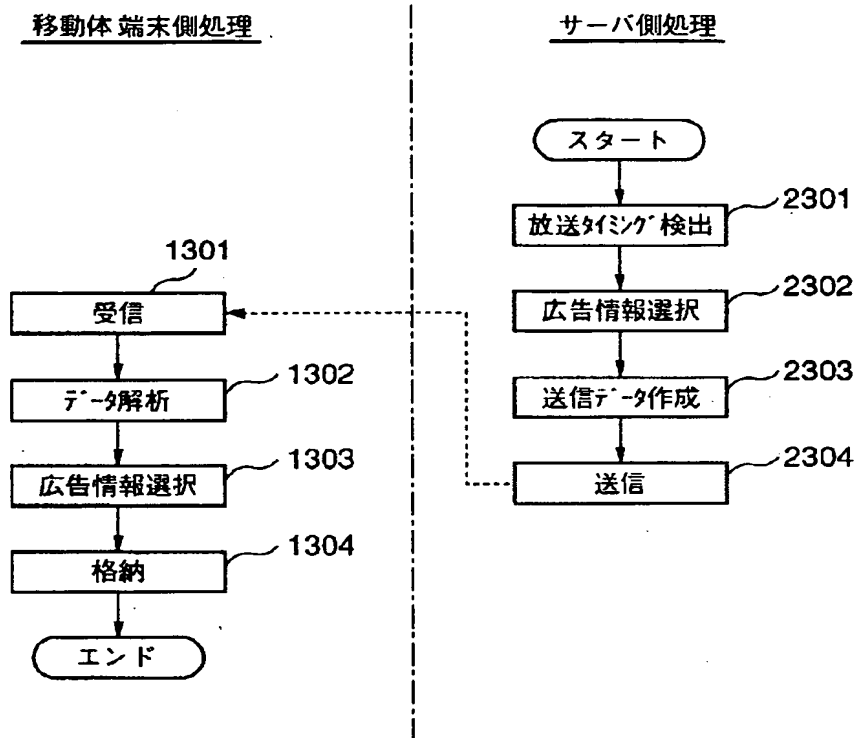 移動体端末側処理
サーバ側処理
スタート
2301
放送ﾀｲﾐﾝｸﾞ検出
2302
広告情報選択
2303
送信ﾃﾞｰﾀ作成
2304
送信
1301
受信
1302
ﾃﾞｰﾀ解析
1303
広告情報選択
1304
格納
エンド